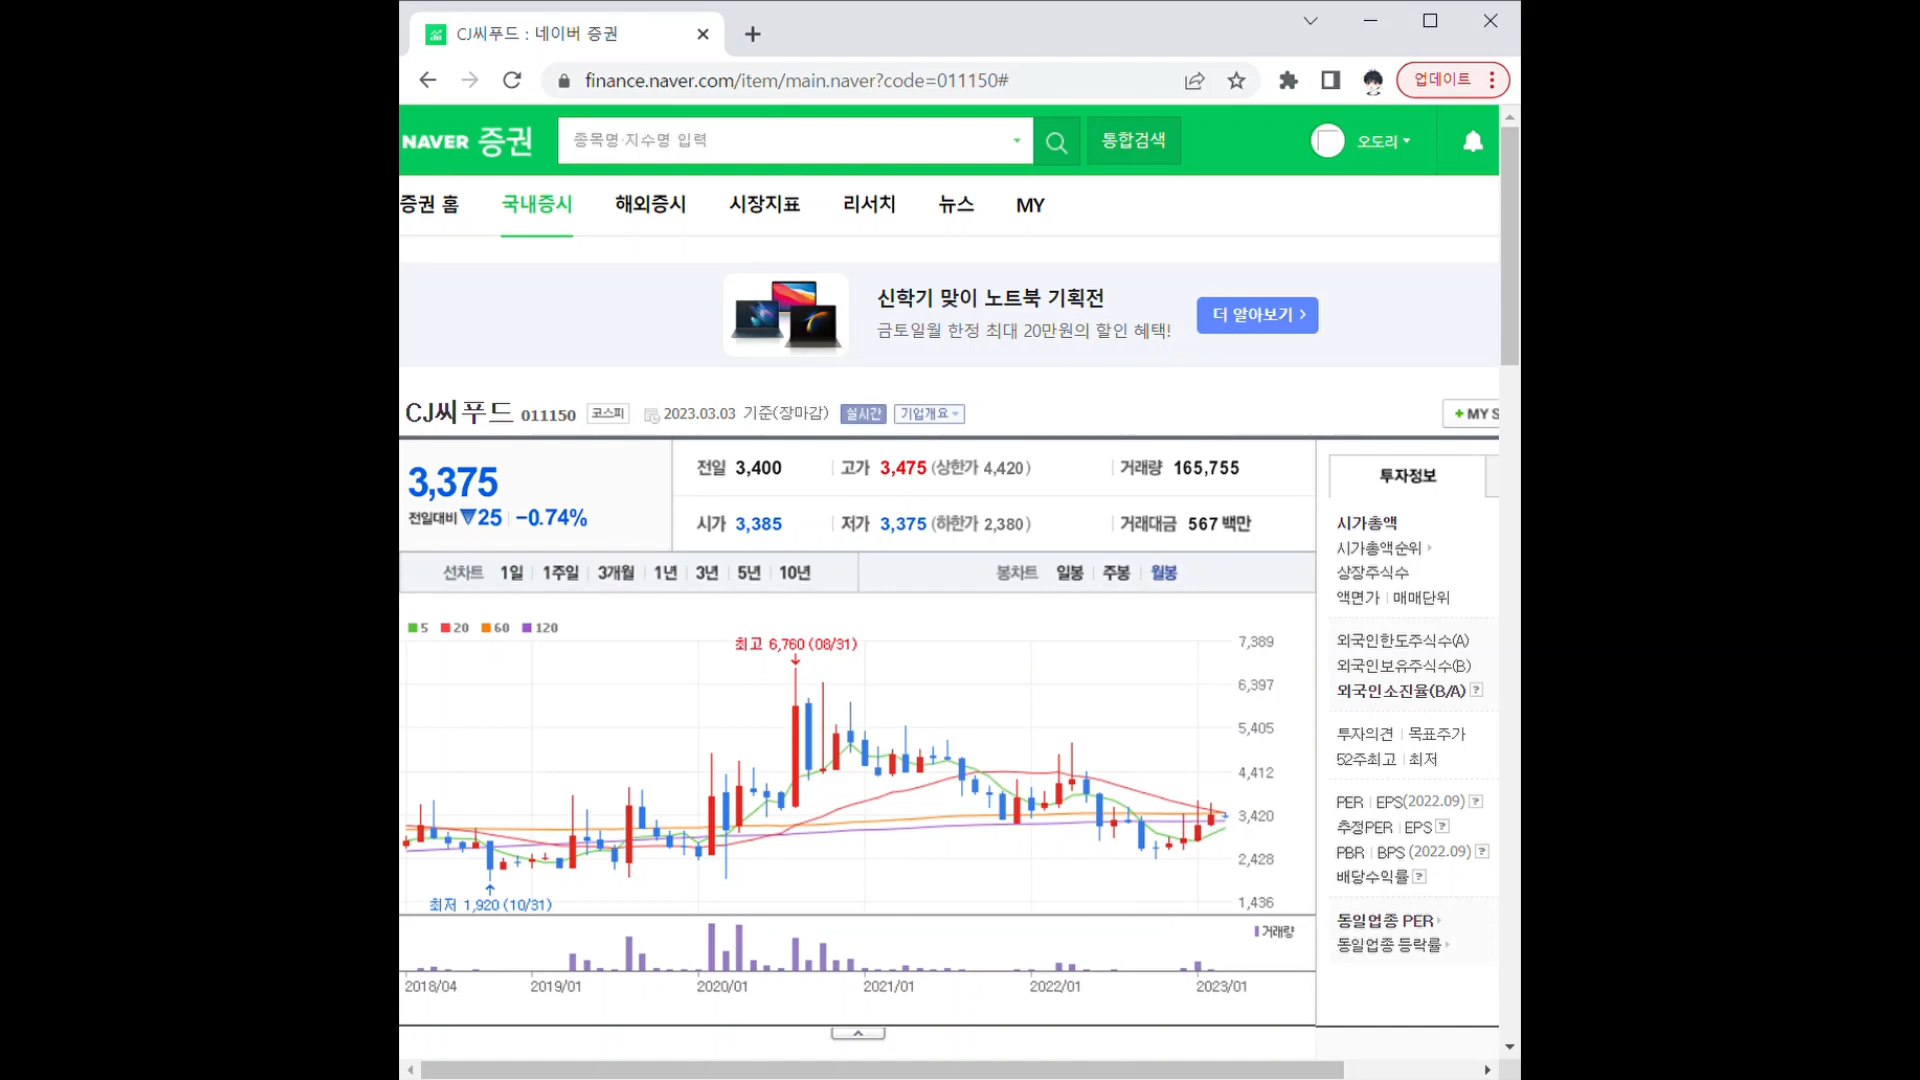 CJ씨푸드 : 네이버 증권
finance.naver.com/item/main.naver?code=011150#
업데이트
NAVER 증권
종목명·지수명 입력
통합검색
오도리
증권 홈 국내증시 해외증시 시장지표 리서치 뉴스 MY
신학기 맞이 노트북 기획전
금토일월 한정 최대 20만원의 할인 혜택!
더 알아보기
CJ씨푸드 011150 코스피 2023.03.03 기준(장마감) 실시간 기업개요
+ MY S
3,375
전일대비 ▼25 -0.74%
전일 3,400 고가 3,475 (상한가 4,420) 거래량 165,755
시가 3,385 저가 3,375 (하한가 2,380) 거래대금 567 백만
선차트 1일 1주일 3개월 1년 3년 5년 10년
봉차트 일봉 주봉 월봉
5 20 60 120
최고 6,760 (08/31)
7,389
6,397
5,405
4,412
3,420
2,428
1,436
최저 1,920 (10/31)
거래량
2018/04 2019/01 2020/01 2021/01 2022/01 2023/01
투자정보
시가총액
시가총액순위
상장주식수
액면가 | 매매단위
외국인한도주식수(A)
외국인보유주식수(B)
외국인소진율(B/A) ?
투자의견 | 목표주가
52주최고 | 최저
PER | EPS(2022.09) ?
추정PER | EPS ?
PBR | BPS (2022.09) ?
배당수익률 ?
동일업종 PER
동일업종 등락률